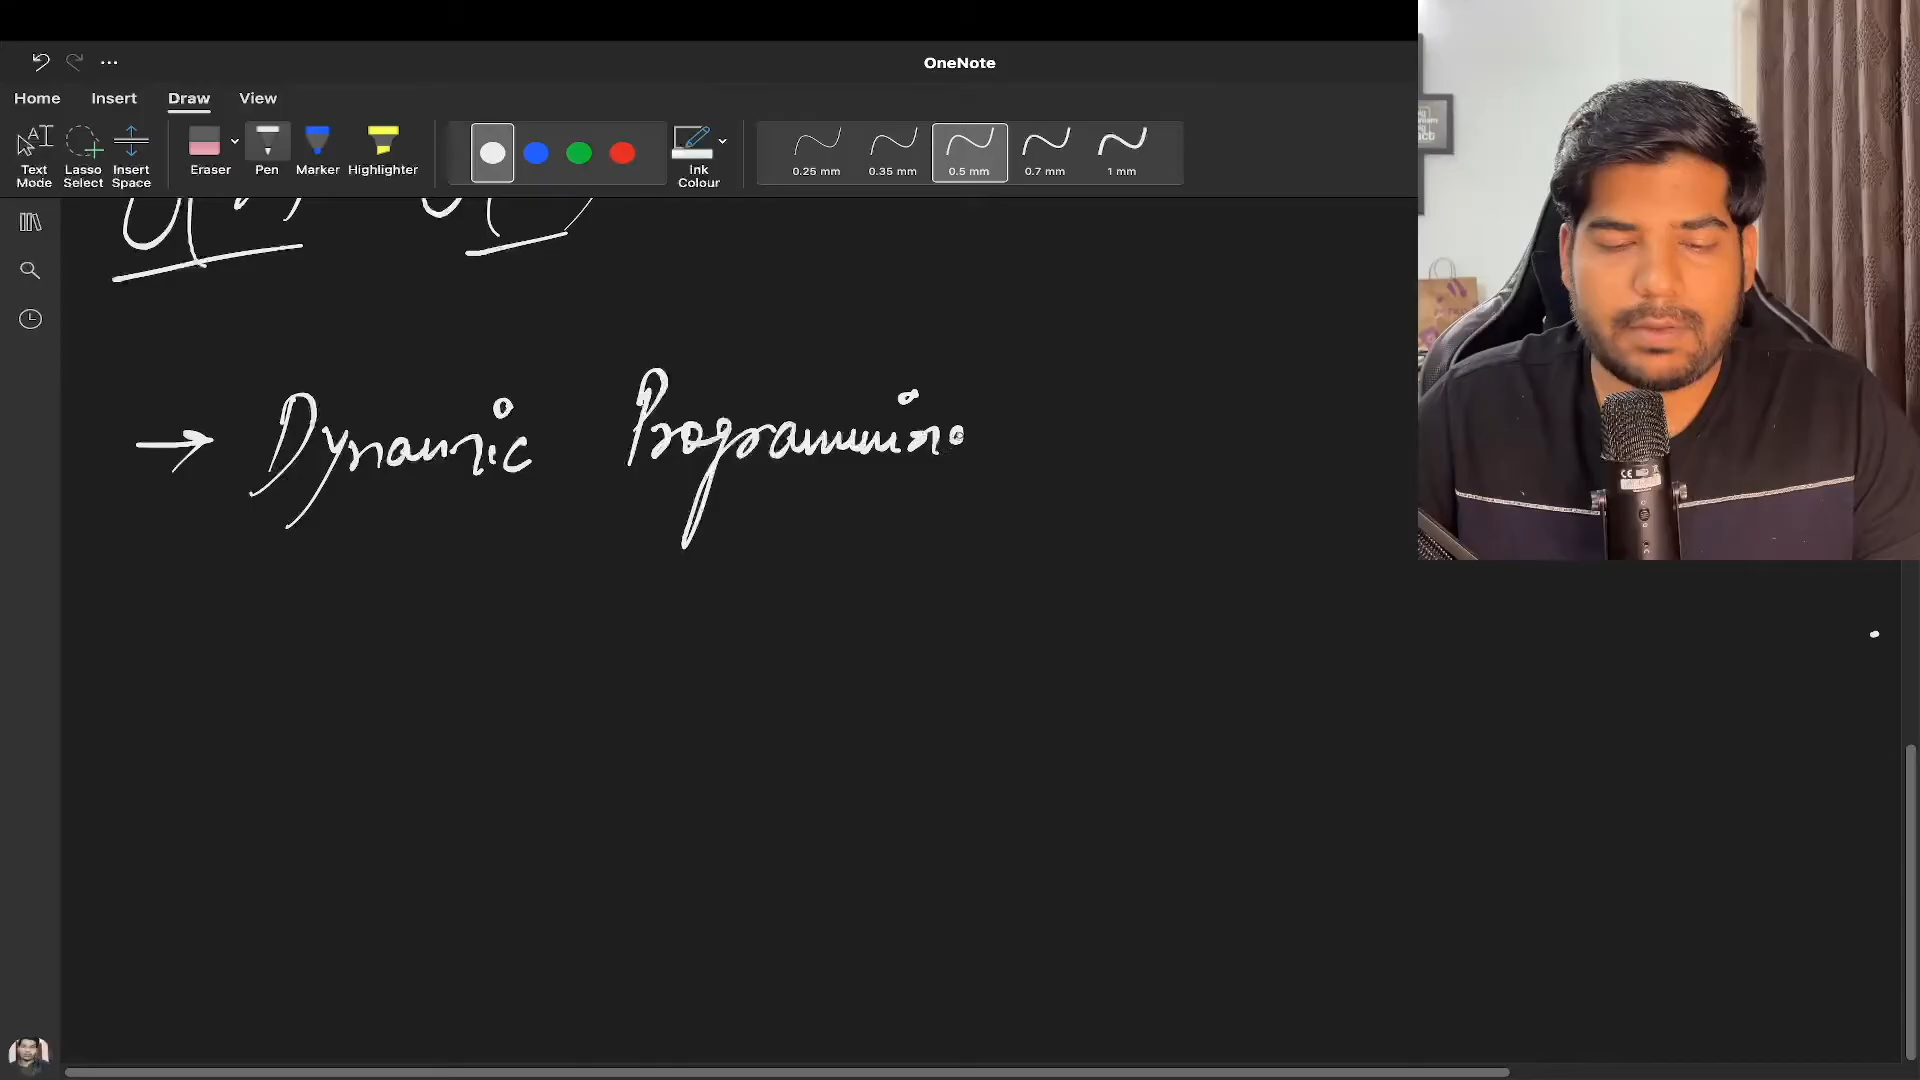 OneNote
Home Insert Draw View
Text Mode
Lasso Select
Insert Space
Eraser
Pen
Marker
Highlighter
Ink Colour
0.25 mm
0.35 mm
0.5 mm
0.7 mm
1 mm
→ Dynamic Programmin